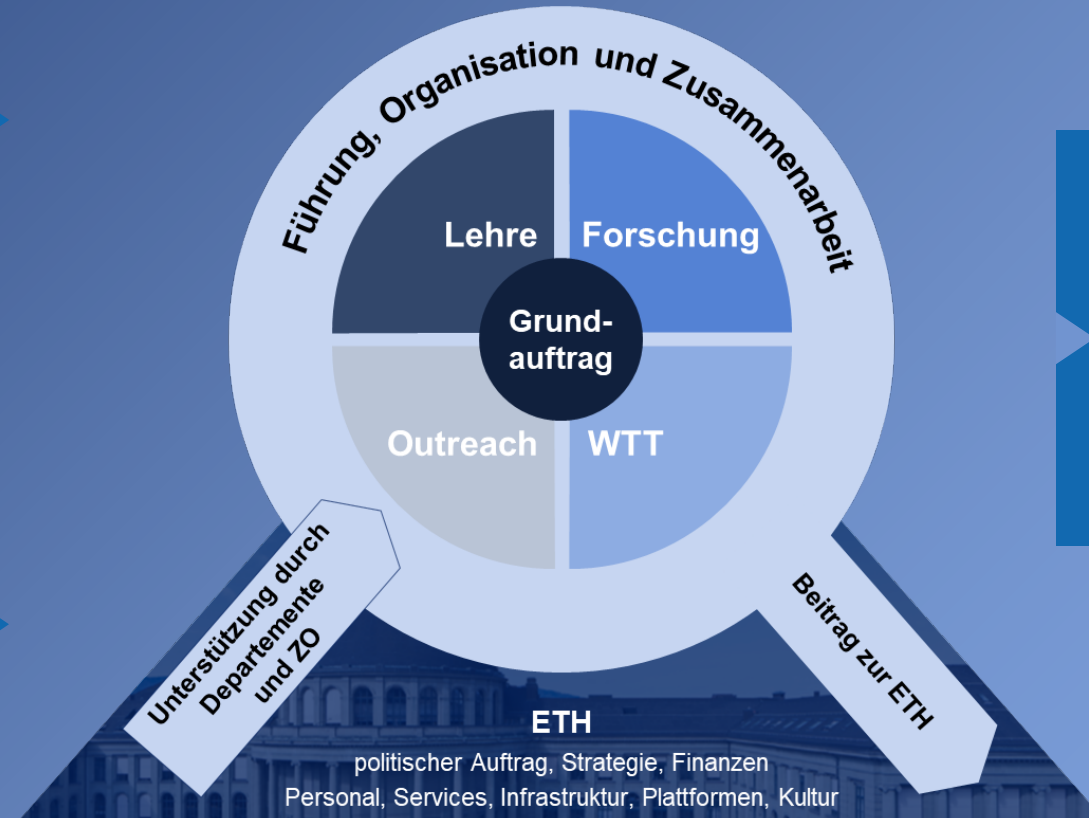 Führung, Organisation und Zusammenarbeit
Lehre
Forschung
Grund-
auftrag
Outreach
WTT
Unterstützung durch
Departemente
und ZO
Beitrag zur ETH
ETH
politischer Auftrag, Strategie, Finanzen
Personal, Services, Infrastruktur, Plattformen, Kultur